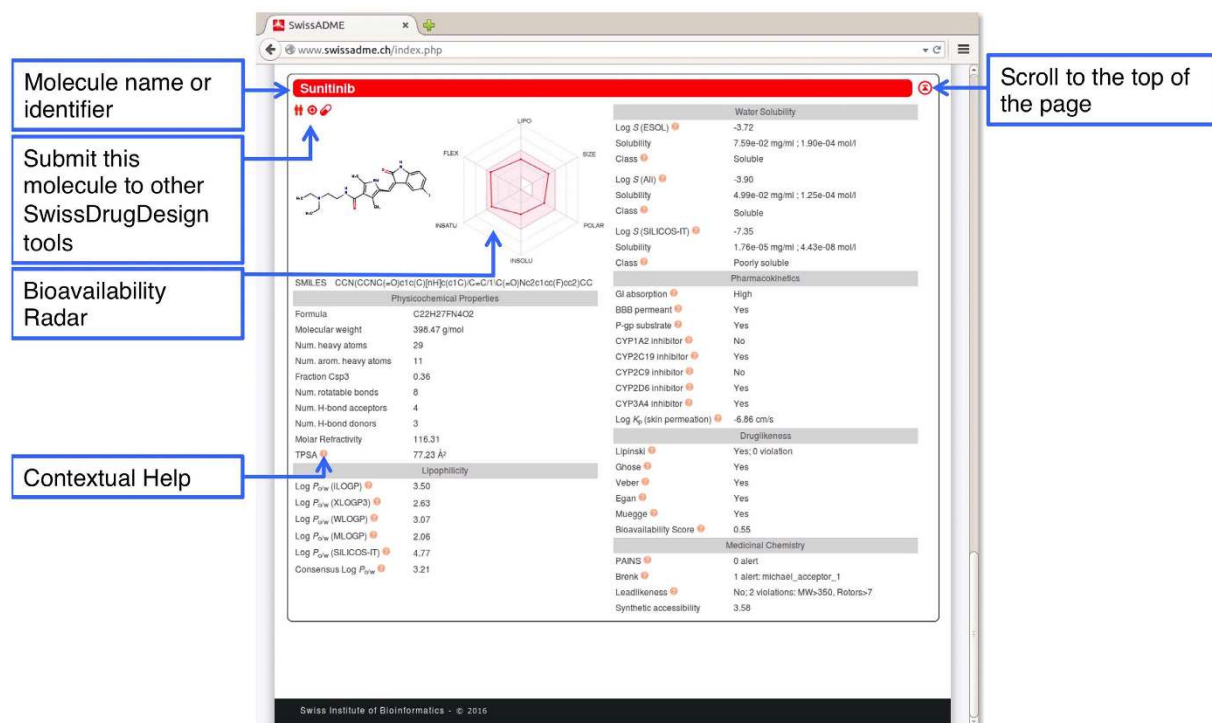 SwissADME
www.swissadme.ch/index.php
Molecule name or
identifier
Submit this
molecule to other
SwissDrugDesign
tools
Bioavailability
Radar
Contextual Help
Scroll to the top of
the page
Sunitinib
LIPO
FLEX
SIZE
INSATU
POLAR
INSOLU
SMILES CCN(CCNC(=O)c1c(C)[nH]c(c1C)/C=C/1\C(=O)Nc2c1cc(F)cc2)CC
Physicochemical Properties
Formula C22H27FN4O2
Molecular weight 398.47 g/mol
Num. heavy atoms 29
Num. arom. heavy atoms 11
Fraction Csp3 0.36
Num. rotatable bonds 8
Num. H-bond acceptors 4
Num. H-bond donors 3
Molar Refractivity 116.31
TPSA 77.23 Å²
Lipophilicity
Log Po/w (iLOGP) 3.50
Log Po/w (XLOGP3) 2.63
Log Po/w (WLOGP) 3.07
Log Po/w (MLOGP) 2.06
Log Po/w (SILICOS-IT) 4.77
Consensus Log Po/w 3.21
Water Solubility
Log S (ESOL) -3.72
Solubility 7.59e-02 mg/ml ; 1.90e-04 mol/l
Class Soluble
Log S (Ali) -3.90
Solubility 4.99e-02 mg/ml ; 1.25e-04 mol/l
Class Soluble
Log S (SILICOS-IT) -7.35
Solubility 1.76e-05 mg/ml ; 4.43e-08 mol/l
Class Poorly soluble
Pharmacokinetics
GI absorption High
BBB permeant Yes
P-gp substrate Yes
CYP1A2 inhibitor No
CYP2C19 inhibitor Yes
CYP2C9 inhibitor No
CYP2D6 inhibitor Yes
CYP3A4 inhibitor Yes
Log Kp (skin permeation) -6.86 cm/s
Druglikeness
Lipinski Yes; 0 violation
Ghose Yes
Veber Yes
Egan Yes
Muegge Yes
Bioavailability Score 0.55
Medicinal Chemistry
PAINS 0 alert
Brenk 1 alert: michael_acceptor_1
Leadlikeness No; 2 violations: MW>350, Rotors>7
Synthetic accessibility 3.58
Swiss Institute of Bioinformatics - © 2016